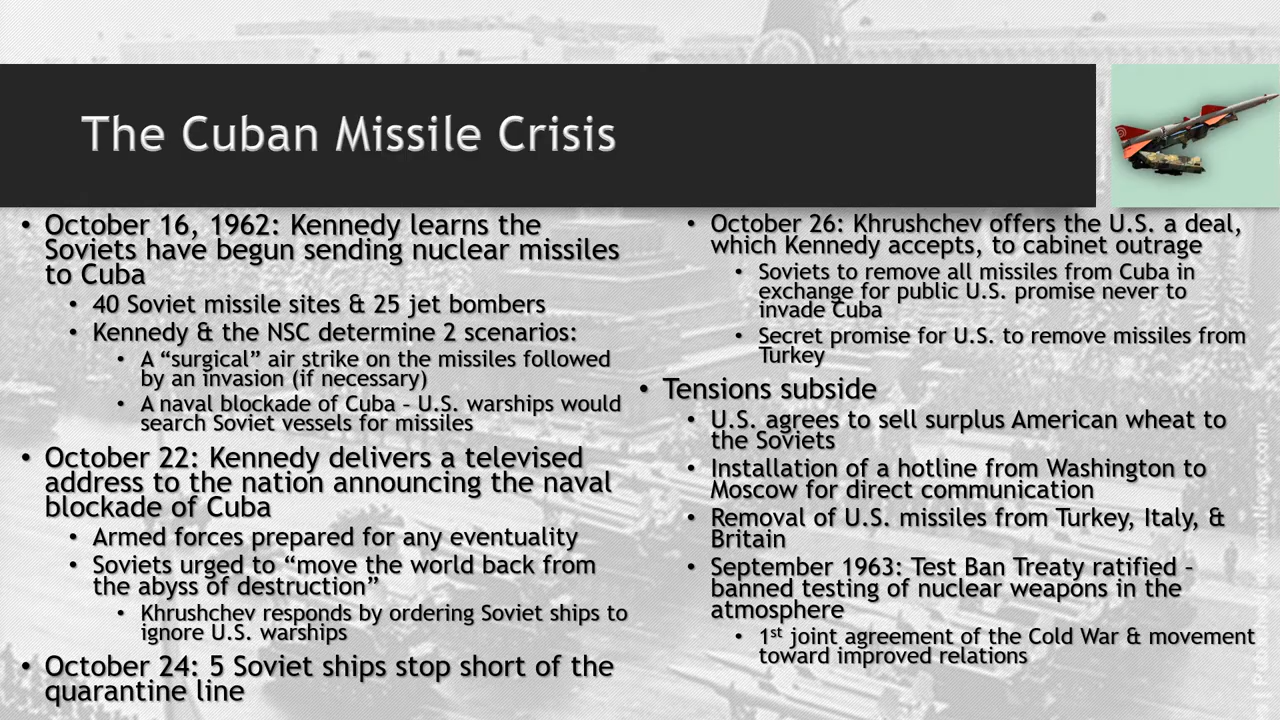 The Cuban Missile Crisis
• October 16, 1962: Kennedy learns the
Soviets have begun sending nuclear missiles
to Cuba
• 40 Soviet missile sites & 25 jet bombers
• Kennedy & the NSC determine 2 scenarios:
• A “surgical” air strike on the missiles followed
by an invasion (if necessary)
• A naval blockade of Cuba – U.S. warships would
search Soviet vessels for missiles
• October 22: Kennedy delivers a televised
address to the nation announcing the naval
blockade of Cuba
• Armed forces prepared for any eventuality
• Soviets urged to “move the world back from
the abyss of destruction”
• Khrushchev responds by ordering Soviet ships to
ignore U.S. warships
• October 24: 5 Soviet ships stop short of the
quarantine line
• October 26: Khrushchev offers the U.S. a deal,
which Kennedy accepts, to cabinet outrage
• Soviets to remove all missiles from Cuba in
exchange for public U.S. promise never to
invade Cuba
• Secret promise for U.S. to remove missiles from
Turkey
• Tensions subside
• U.S. agrees to sell surplus American wheat to
the Soviets
• Installation of a hotline from Washington to
Moscow for direct communication
• Removal of U.S. missiles from Turkey, Italy, &
Britain
• September 1963: Test Ban Treaty ratified –
banned testing of nuclear weapons in the
atmosphere
• 1st joint agreement of the Cold War & movement
toward improved relations